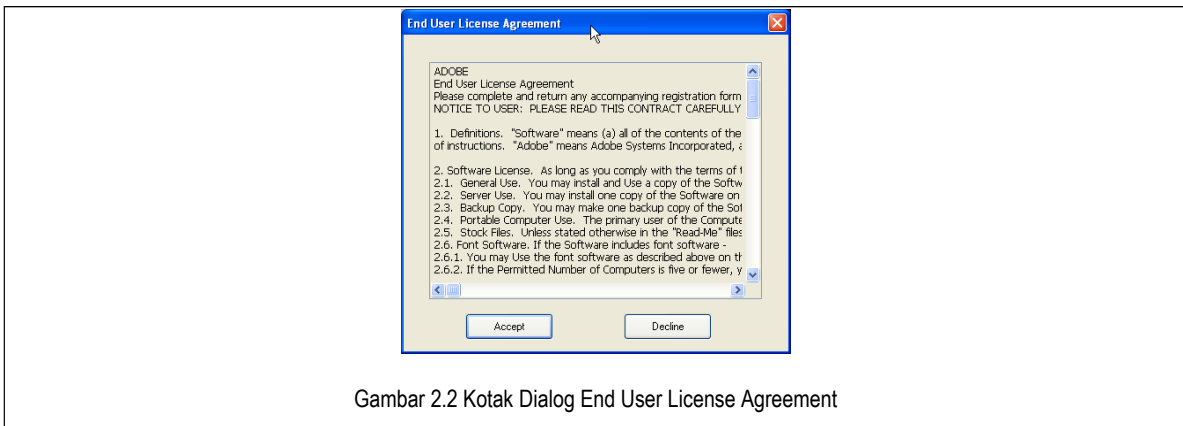 End User License Agreement
ADOBE
End User License Agreement
Please complete and return any accompanying registration form
NOTICE TO USER: PLEASE READ THIS CONTRACT CAREFULLY
1. Definitions. "Software" means (a) all of the contents of the
of instructions. "Adobe" means Adobe Systems Incorporated, a
2. Software License. As long as you comply with the terms of t
2.1. General Use. You may install and Use a copy of the Softw
2.2. Server Use. You may install one copy of the Software on
2.3. Backup Copy. You may make one backup copy of the Sof
2.4. Portable Computer Use. The primary user of the Compute
2.5. Stock Files. Unless stated otherwise in the "Read-Me" files
2.6. Font Software. If the Software includes font software -
2.6.1. You may Use the font software as described above on th
2.6.2. If the Permitted Number of Computers is five or fewer, y
Accept Decline
Gambar 2.2 Kotak Dialog End User License Agreement